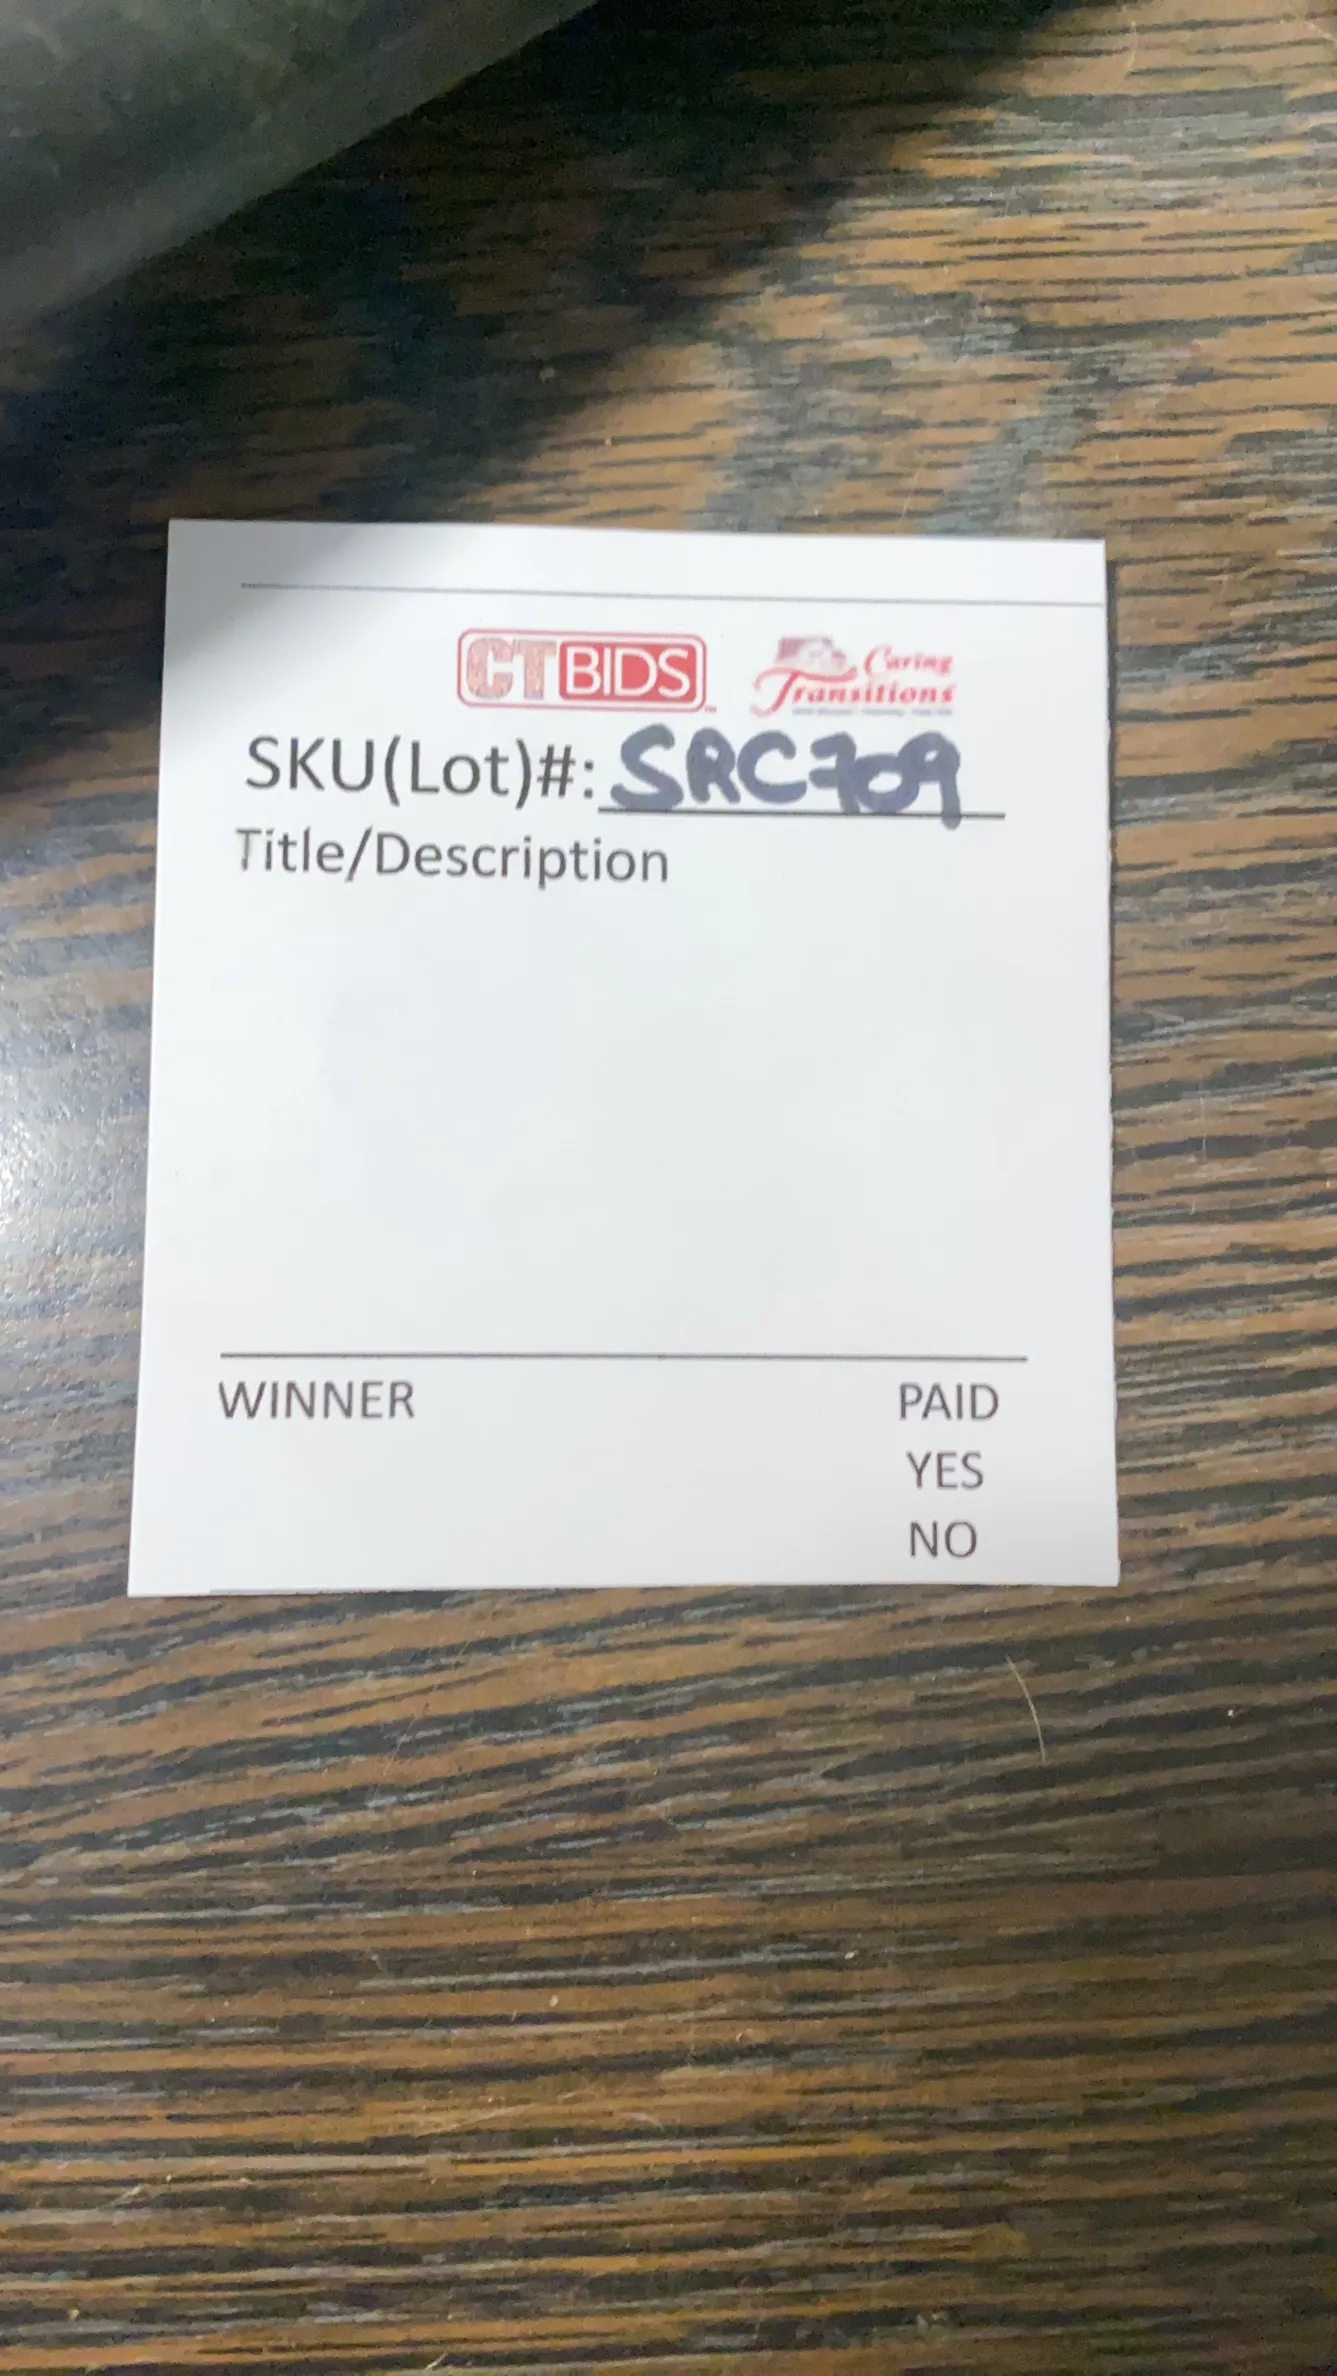 CTBIDS Caring Transitions
SKU(Lot)#: SRC709
Title/Description
WINNER PAID
YES
NO